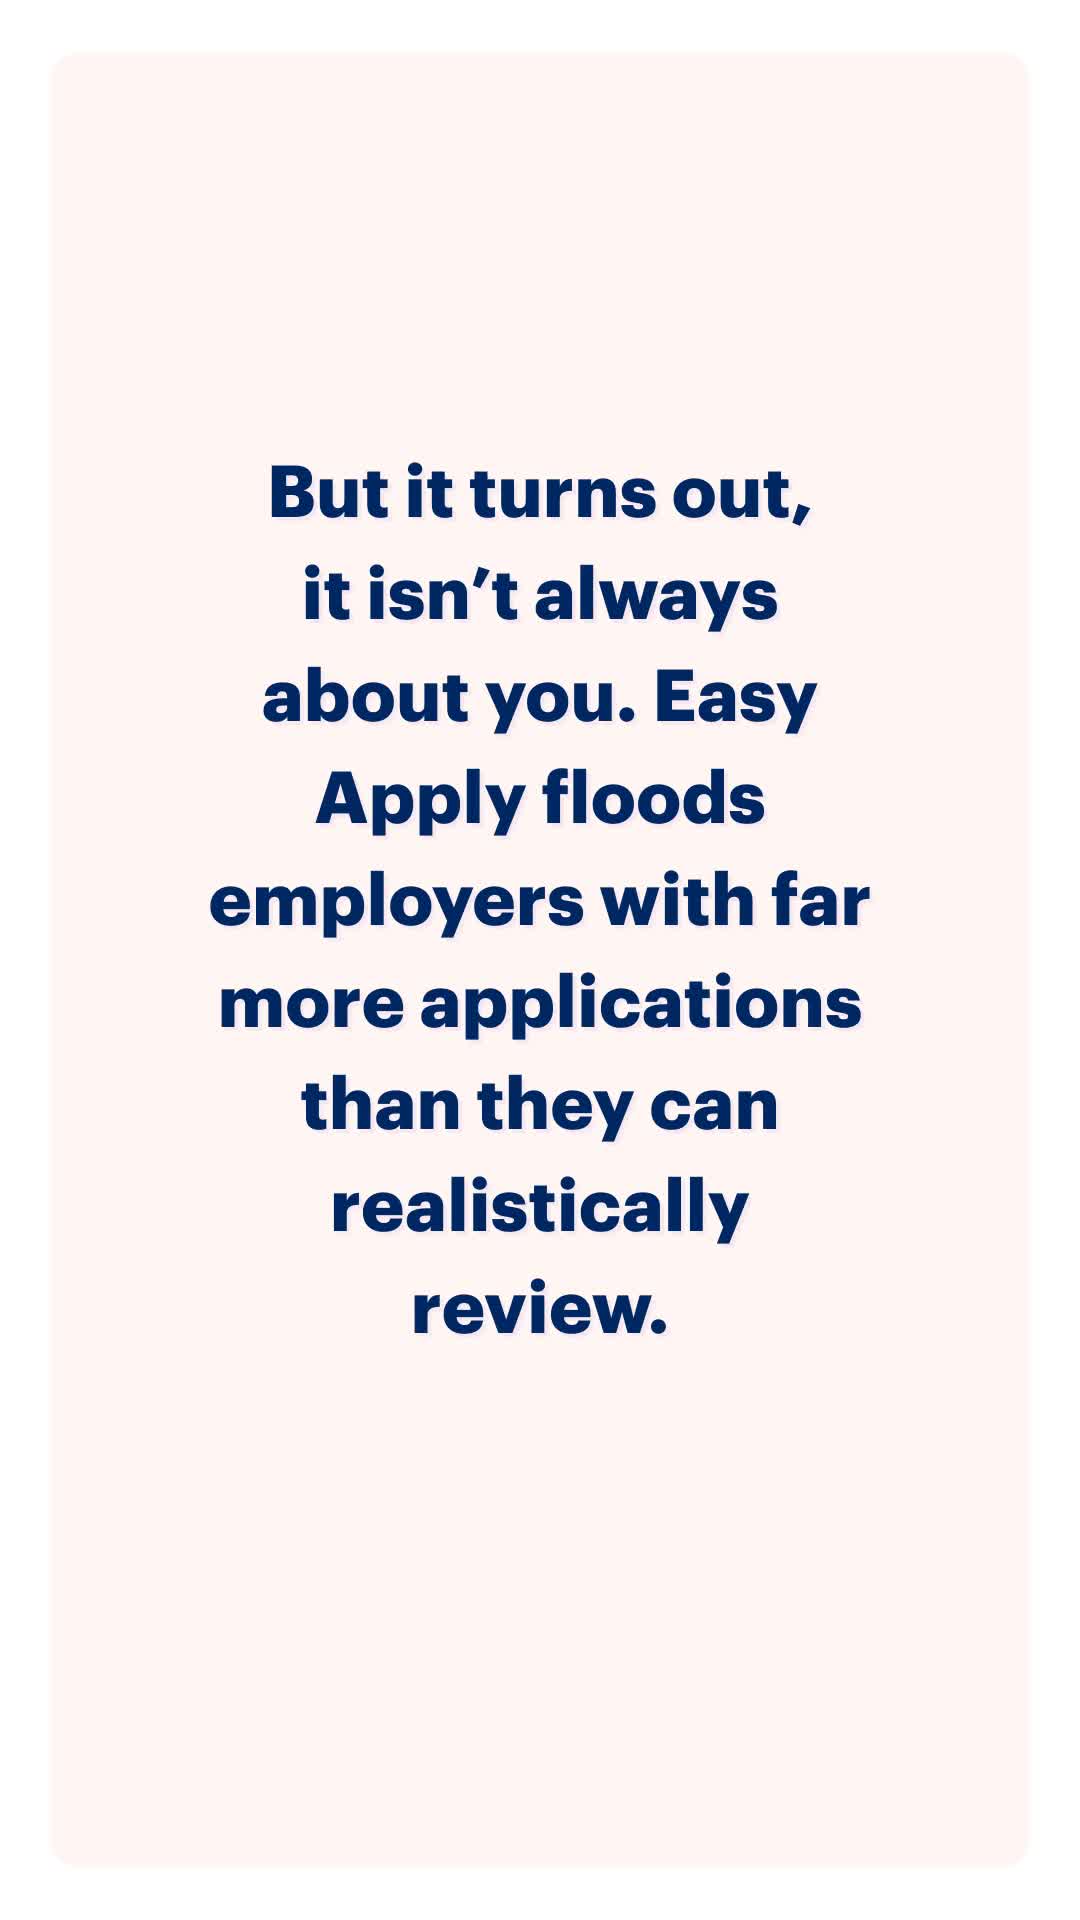 But it turns out,
it isn’t always
about you. Easy
Apply floods
employers with far
more applications
than they can
realistically
review.